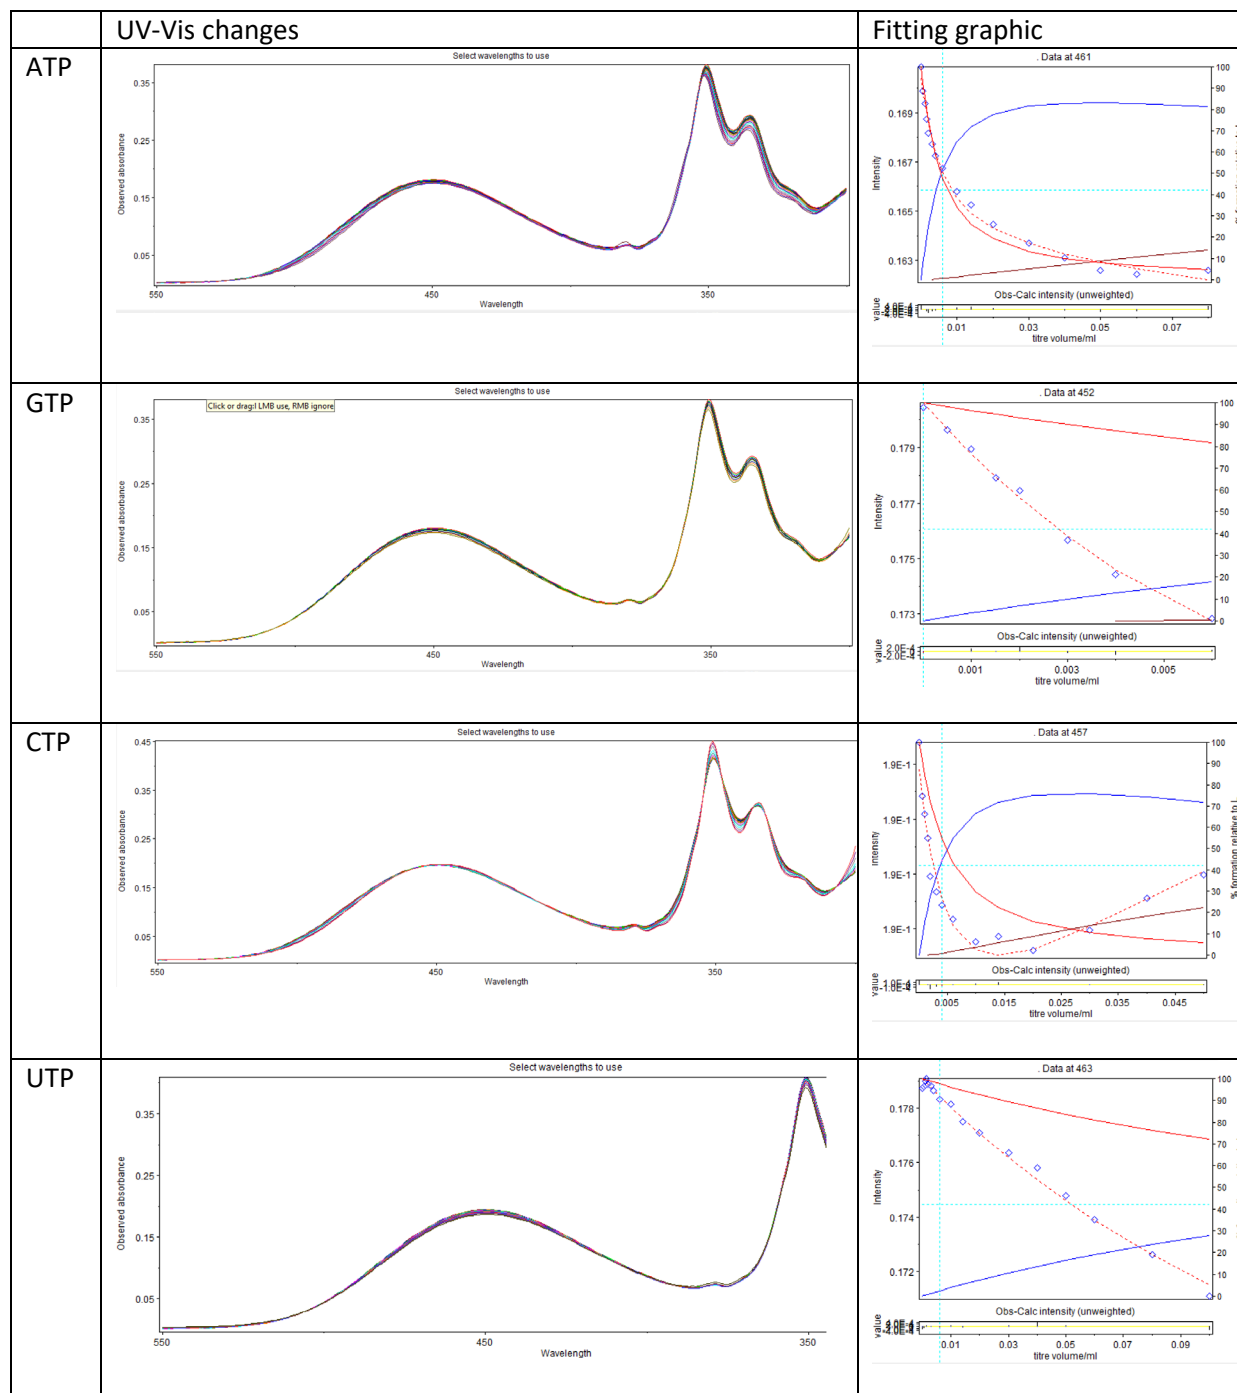 UV-Vis changes
Fitting graphic
ATP
Select wavelengths to use
0.35
0.25
0.15
0.05
Observed absorbance
550
450
350
Wavelength
. Data at 461
0.169
0.167
0.165
0.163
Intensity
100
90
80
70
60
50
40
30
20
10
0
Obs-Calc intensity (unweighted)
value
0.01
0.03
0.05
0.07
titre volume/ml
GTP
Select wavelengths to use
Click or drag:l LMB use, RMB ignore
0.35
0.25
0.15
0.05
Observed absorbance
550
450
350
. Data at 452
0.179
0.177
0.175
0.173
Intensity
100
90
80
70
60
50
40
30
20
10
0
Obs-Calc intensity (unweighted)
value
2.0E-4
-2.0E-4
0.001
0.003
0.005
titre volume/ml
CTP
Select wavelengths to use
0.45
0.35
0.25
0.15
0.05
Observed absorbance
550
450
350
Wavelength
. Data at 457
1.9E-1
1.9E-1
1.9E-1
1.9E-1
Intensity
100
90
80
70
60
50
40
30
20
10
0
% formation relative to L
Obs-Calc intensity (unweighted)
value
1.0E-4
-1.0E-4
0.005
0.015
0.025
0.035
0.045
titre volume/ml
UTP
Select wavelengths to use
0.35
0.25
0.15
0.05
Observed absorbance
550
450
350
Wavelength
. Data at 463
0.178
0.176
0.174
0.172
Intensity
100
90
80
70
60
50
40
30
20
10
0
Obs-Calc intensity (unweighted)
value
0.01
0.03
0.05
0.07
0.09
titre volume/ml